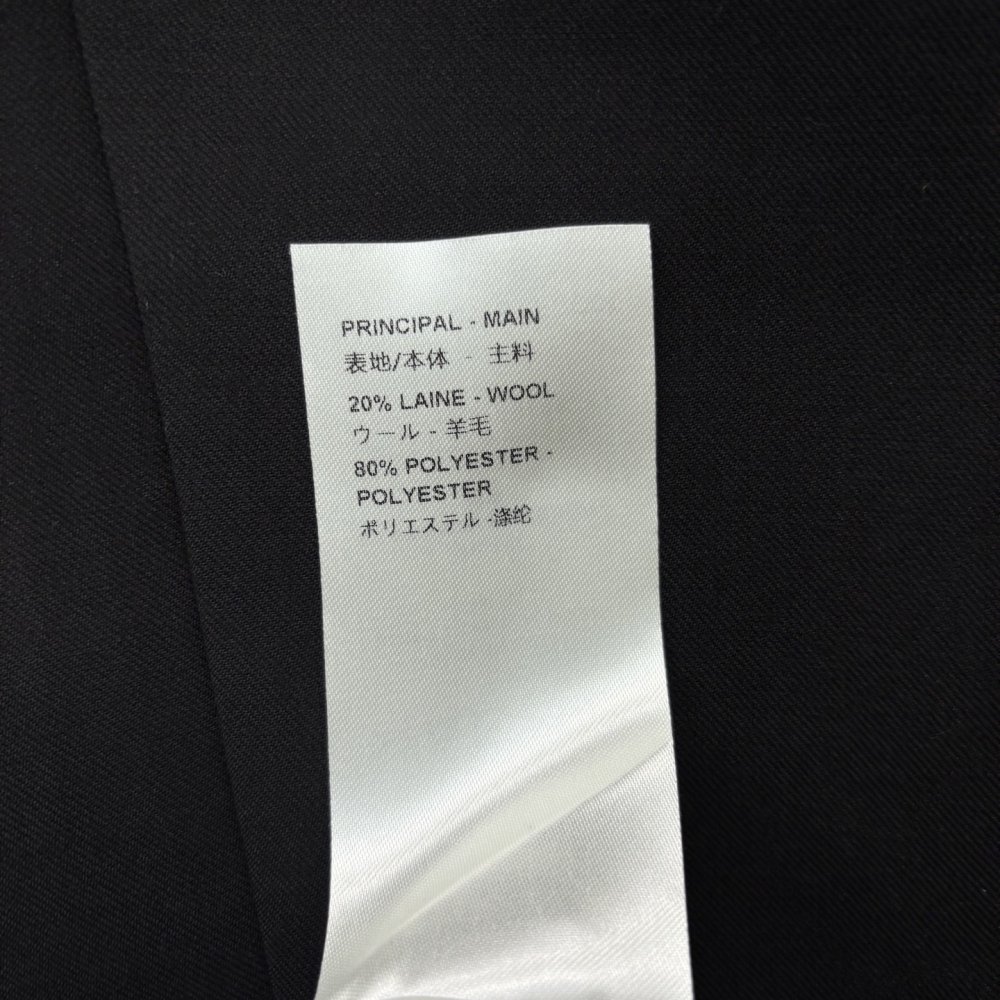 PRINCIPAL - MAIN
表地/本体 - 主料
20% LAINE - WOOL
ウール - 羊毛
80% POLYESTER -
POLYESTER
ポリエステル -涤纶